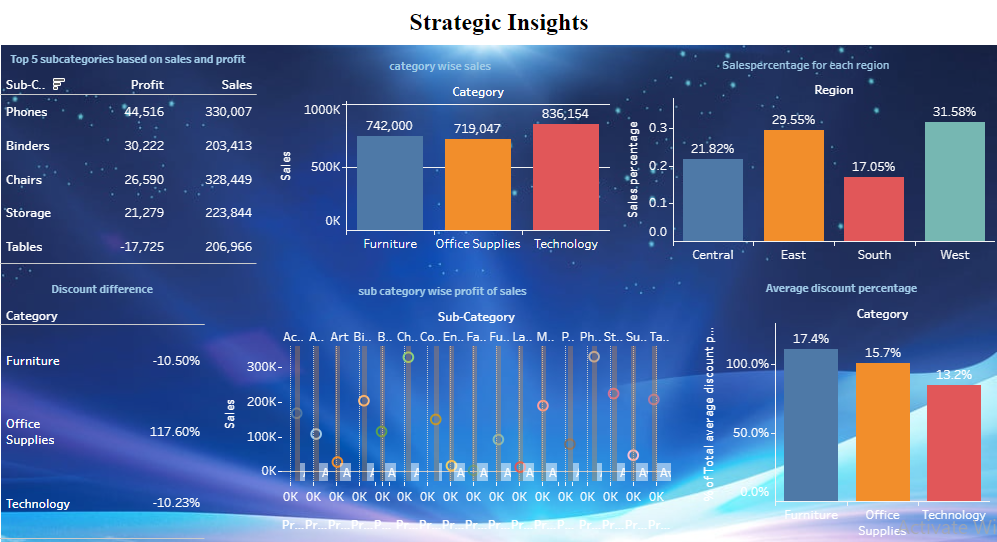 Strategic Insights
Top 5 subcategories based on sales and profit
Sub-C.. Profit Sales
Phones 44,516 330,007
Binders 30,222 203,413
Chairs 26,590 328,449
Storage 21,279 223,844
Tables -17,725 206,966
category wise sales
Category
1000K
500K
0K
Sales
742,000
719,047
836,154
Furniture Office Supplies Technology
Salespercentage for each region
Region
0.3
0.2
0.1
0.0
Sales percentage
21.82%
29.55%
17.05%
31.58%
Central East South West
Discount difference
Category
Furniture -10.50%
Office
Supplies 117.60%
Technology -10.23%
sub category wise profit of sales
Sub-Category
Ac.. A.. Art Bi.. B.. Ch.. Co.. En.. Fa.. Fu.. La.. M.. P.. Ph.. St.. Su.. Ta..
300K
200K
100K
0K
Sales
0K 0K 0K 0K 0K 0K 0K 0K 0K 0K 0K 0K 0K 0K 0K 0K 0K
Pr... Pr... Pr... Pr... Pr... Pr... Pr... Pr... Pr... Pr... Pr... Pr... Pr... Pr... Pr... Pr... Pr...
Average discount percentage
Category
100.0%
50.0%
0.0%
% of Total average discount p...
17.4%
15.7%
13.2%
Furniture Office Technology
Supplies